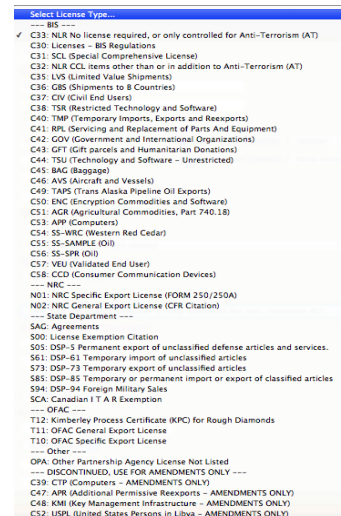 Select License Type...
--- BIS ---
✓ C33: NLR No license required, or only controlled for Anti-Terrorism (AT)
C30: Licenses - BIS Regulations
C31: SCL (Special Comprehensive License)
C32: NLR CCL items other than or in addition to Anti-Terrorism (AT)
C35: LVS (Limited Value Shipments)
C36: GBS (Shipments to B Countries)
C37: CIV (Civil End Users)
C38: TSR (Restricted Technology and Software)
C40: TMP (Temporary Imports, Exports and Reexports)
C41: RPL (Servicing and Replacement of Parts And Equipment)
C42: GOV (Government and International Organizations)
C43: GFT (Gift parcels and Humanitarian Donations)
C44: TSU (Technology and Software - Unrestricted)
C45: BAG (Baggage)
C46: AVS (Aircraft and Vessels)
C49: TAPS (Trans Alaska Pipeline Oil Exports)
C50: ENC (Encryption Commodities and Software)
C51: AGR (Agricultural Commodities, Part 740.18)
C53: APP (Computers)
C54: SS-WRC (Western Red Cedar)
C55: SS-SAMPLE (Oil)
C56: SS-SPR (Oil)
C57: VEU (Validated End User)
C58: CCD (Consumer Communication Devices)
--- NRC ---
N01: NRC Specific Export License (FORM 250/250A)
N02: NRC General Export License (CFR Citation)
--- State Department ---
SAG: Agreements
S00: License Exemption Citation
S05: DSP-5 Permanent export of unclassified defense articles and services.
S61: DSP-61 Temporary import of unclassified articles
S73: DSP-73 Temporary export of unclassified articles
S85: DSP-85 Temporary or permanent import or export of classified articles
S94: DSP-94 Foreign Military Sales
SCA: Canadian I T A R Exemption
--- OFAC ---
T12: Kimberley Process Certificate (KPC) for Rough Diamonds
T11: OFAC General Export License
T10: OFAC Specific Export License
--- Other ---
OPA: Other Partnership Agency License Not Listed
--- DISCONTINUED, USE FOR AMENDMENTS ONLY ---
C39: CTP (Computers - AMENDMENTS ONLY)
C47: APR (Additional Permissive Reexports - AMENDMENTS ONLY)
C48: KMI (Key Management Infrastructure - AMENDMENTS ONLY)
C52: USPL (United States Persons in Libya - AMENDMENTS ONLY)